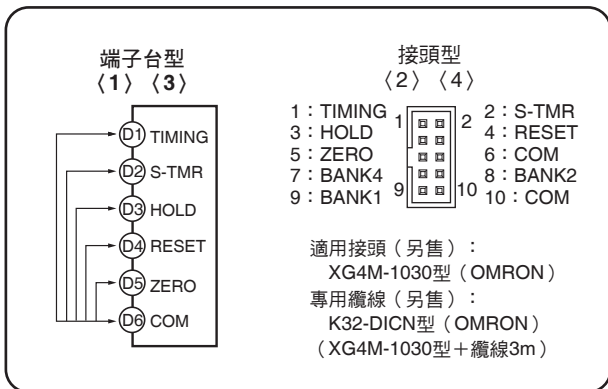 端子台型
〈1〉〈3〉
D1 TIMING
D2 S-TMR
D3 HOLD
D4 RESET
D5 ZERO
D6 COM
接頭型
〈2〉〈4〉
1：TIMING 1 2 2：S-TMR
3：HOLD 4：RESET
5：ZERO 6：COM
7：BANK4 8：BANK2
9：BANK1 9 10 10：COM
適用接頭（另售）：
XG4M-1030型（OMRON）
專用纜線（另售）：
K32-DICN型（OMRON）
（XG4M-1030型＋纜線3m）